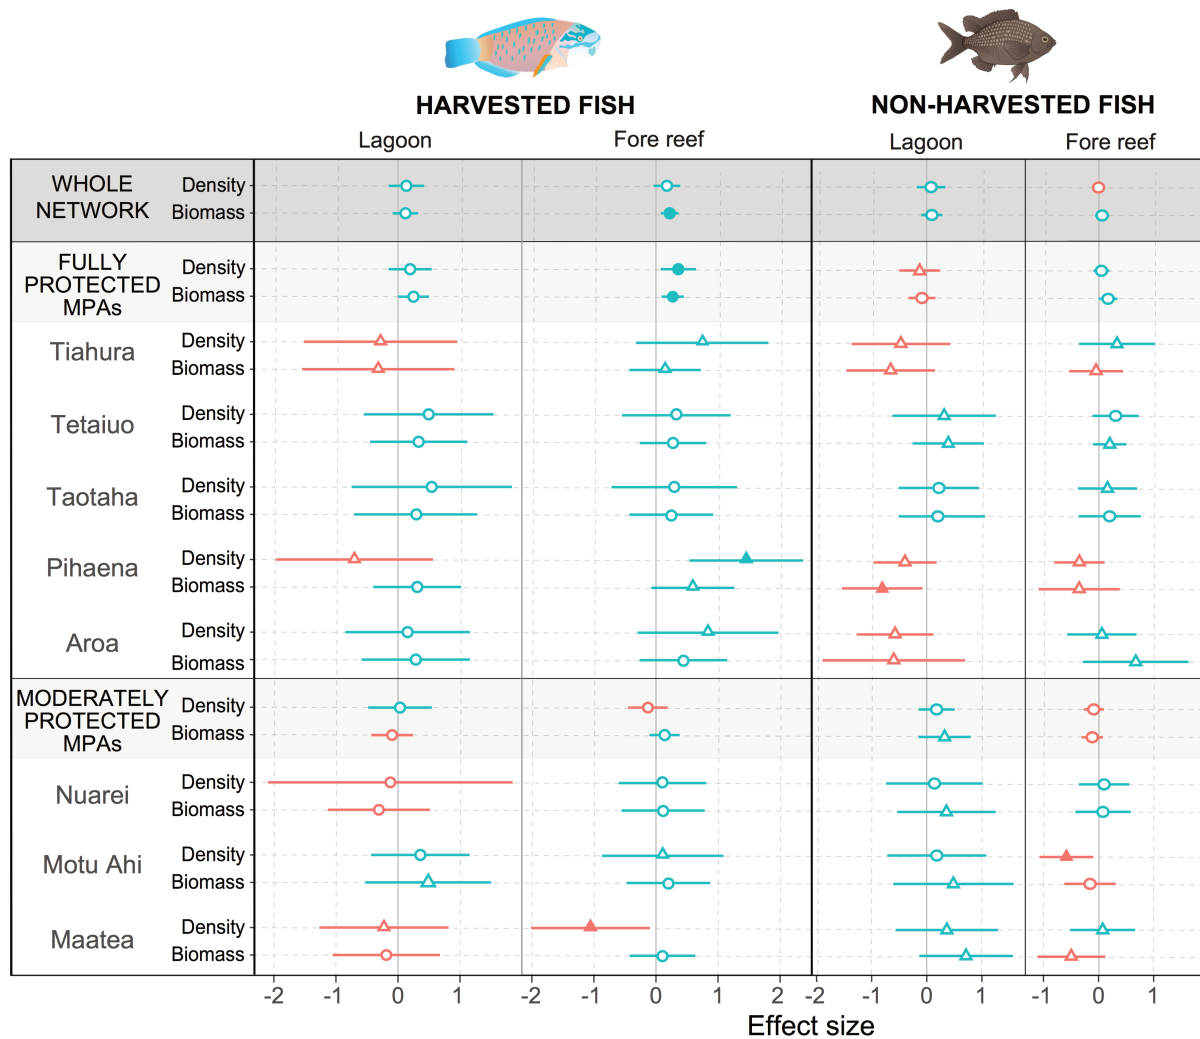 HARVESTED FISH
NON-HARVESTED FISH
Lagoon
Fore reef
Lagoon
Fore reef
WHOLE
NETWORK
Density
Biomass
FULLY
PROTECTED
MPAs
Density
Biomass
Tiahura
Density
Biomass
Tetaiuo
Density
Biomass
Taotaha
Density
Biomass
Pihaena
Density
Biomass
Aroa
Density
Biomass
MODERATELY
PROTECTED
MPAs
Density
Biomass
Nuarei
Density
Biomass
Motu Ahi
Density
Biomass
Maatea
Density
Biomass
-2 -1 0 1 -2 -1 0 1 2 -2 -1 0 1 -1 0 1
Effect size